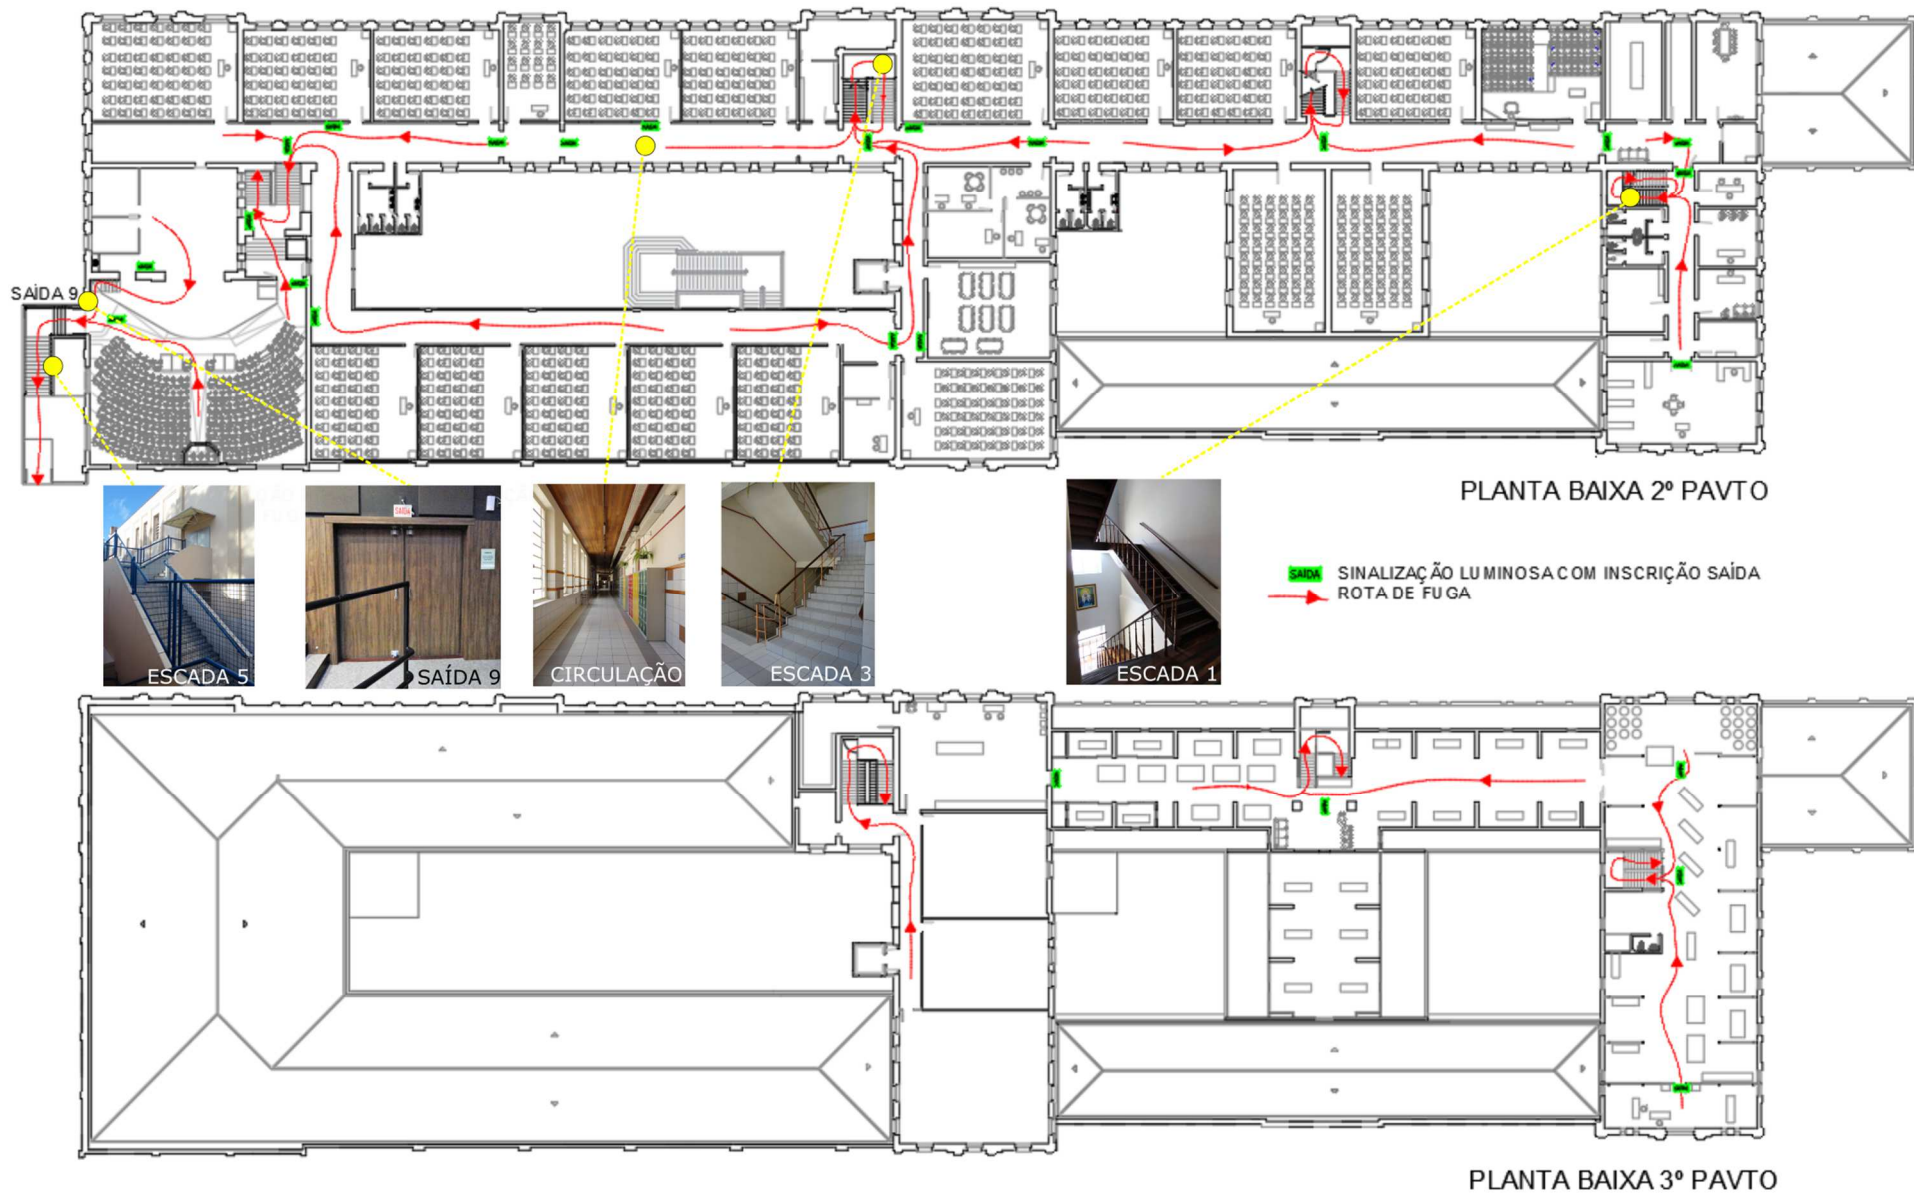 SAÍDA 9
PLANTA BAIXA 2º PAVTO
SAÍDA SINALIZAÇÃO LUMINOSA COM INSCRIÇÃO SAÍDA
ROTA DE FUGA
SAÍDA
ESCADA 5
SAÍDA 9
CIRCULAÇÃO
ESCADA 3
ESCADA 1
PLANTA BAIXA 3º PAVTO